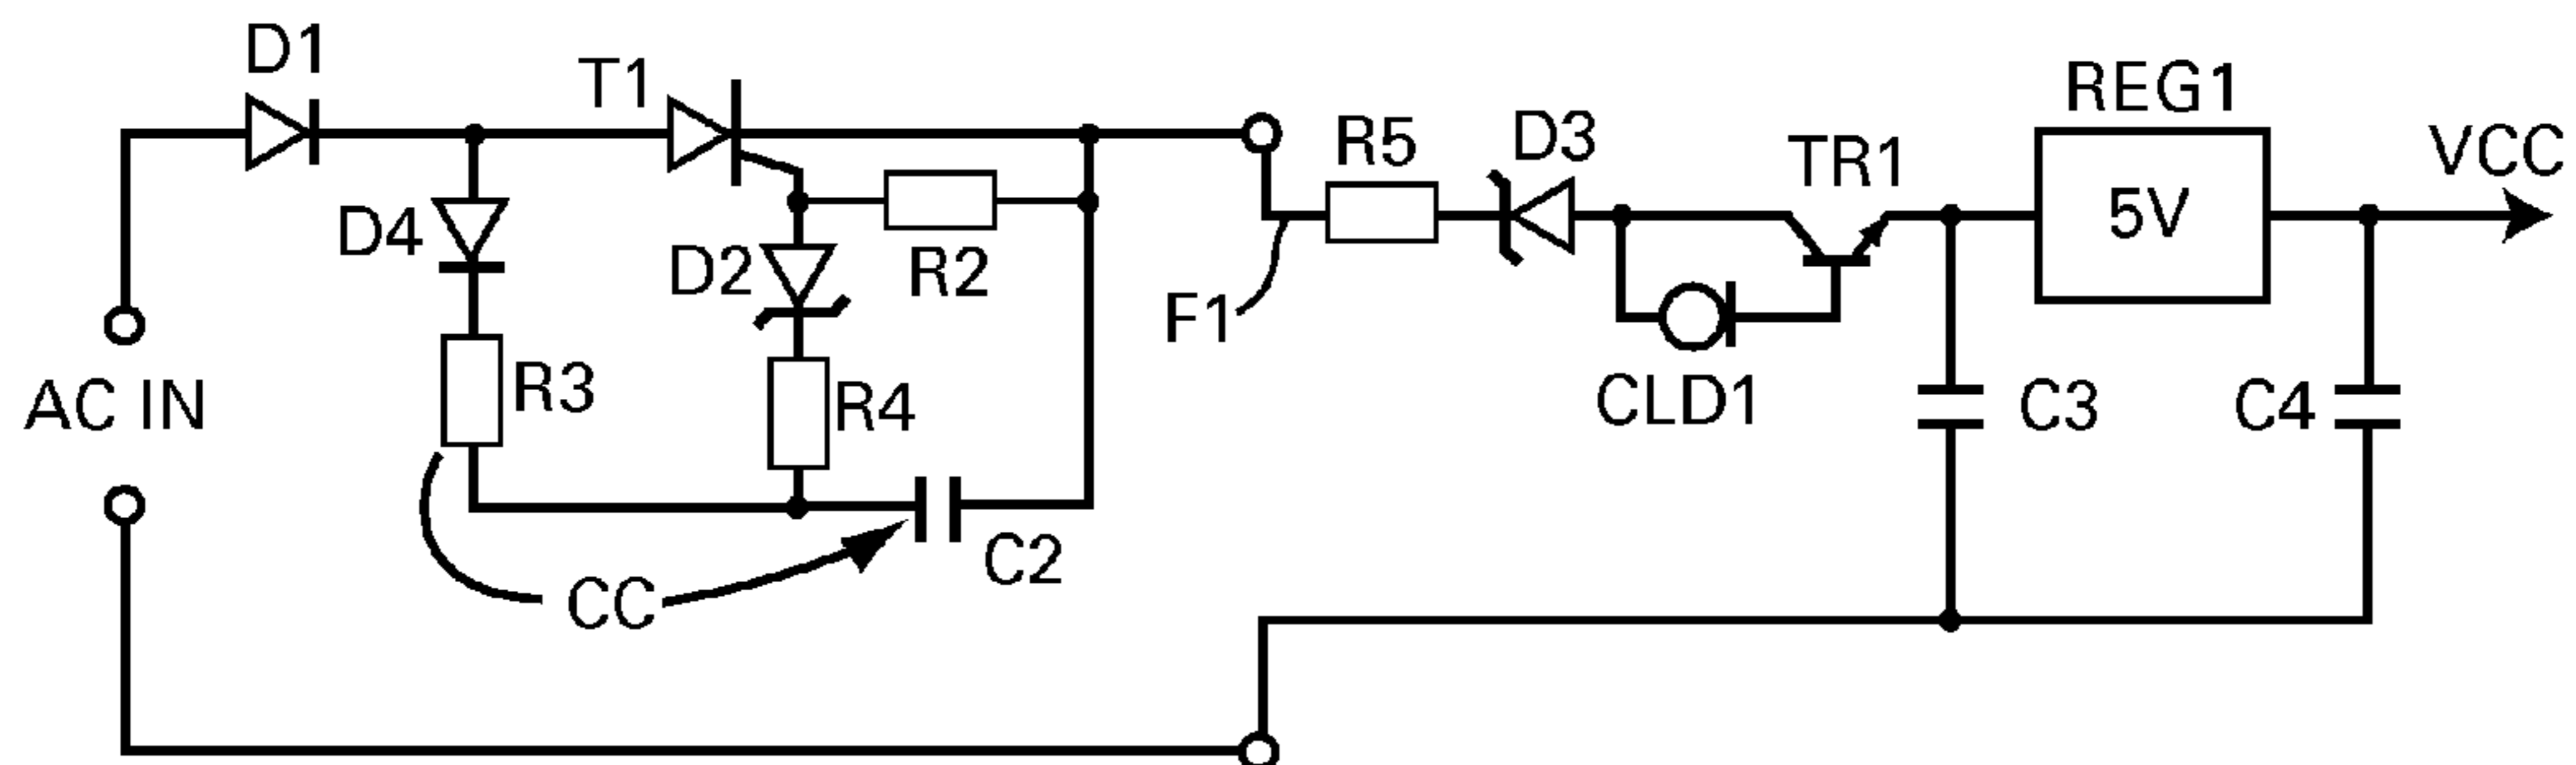 D1
T1
REG1
R5
D3
TR1
VCC
D4
D2
R2
5V
F1
AC IN
R3
R4
CLD1
C3
C4
CC
C2